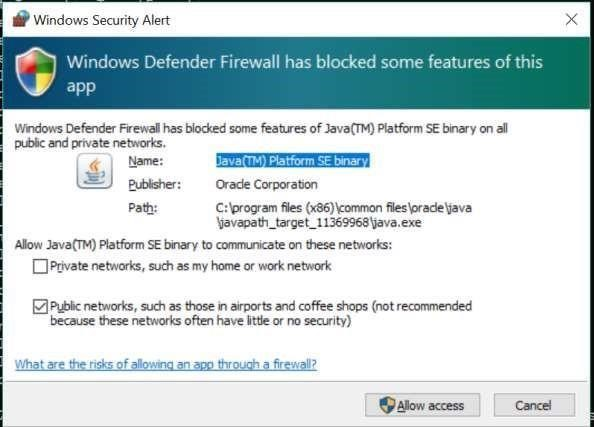 Windows Security Alert
Windows Defender Firewall has blocked some features of this
app
Windows Defender Firewall has blocked some features of Java(TM) Platform SE binary on all
public and private networks.
Name: Java(TM) Platform SE binary
Publisher: Oracle Corporation
Path: C:\program files (x86)\common files\oracle\java
\javapath_target_11369968\java.exe
Allow Java(TM) Platform SE binary to communicate on these networks:
Private networks, such as my home or work network
Public networks, such as those in airports and coffee shops (not recommended
because these networks often have little or no security)
What are the risks of allowing an app through a firewall?
Allow access
Cancel